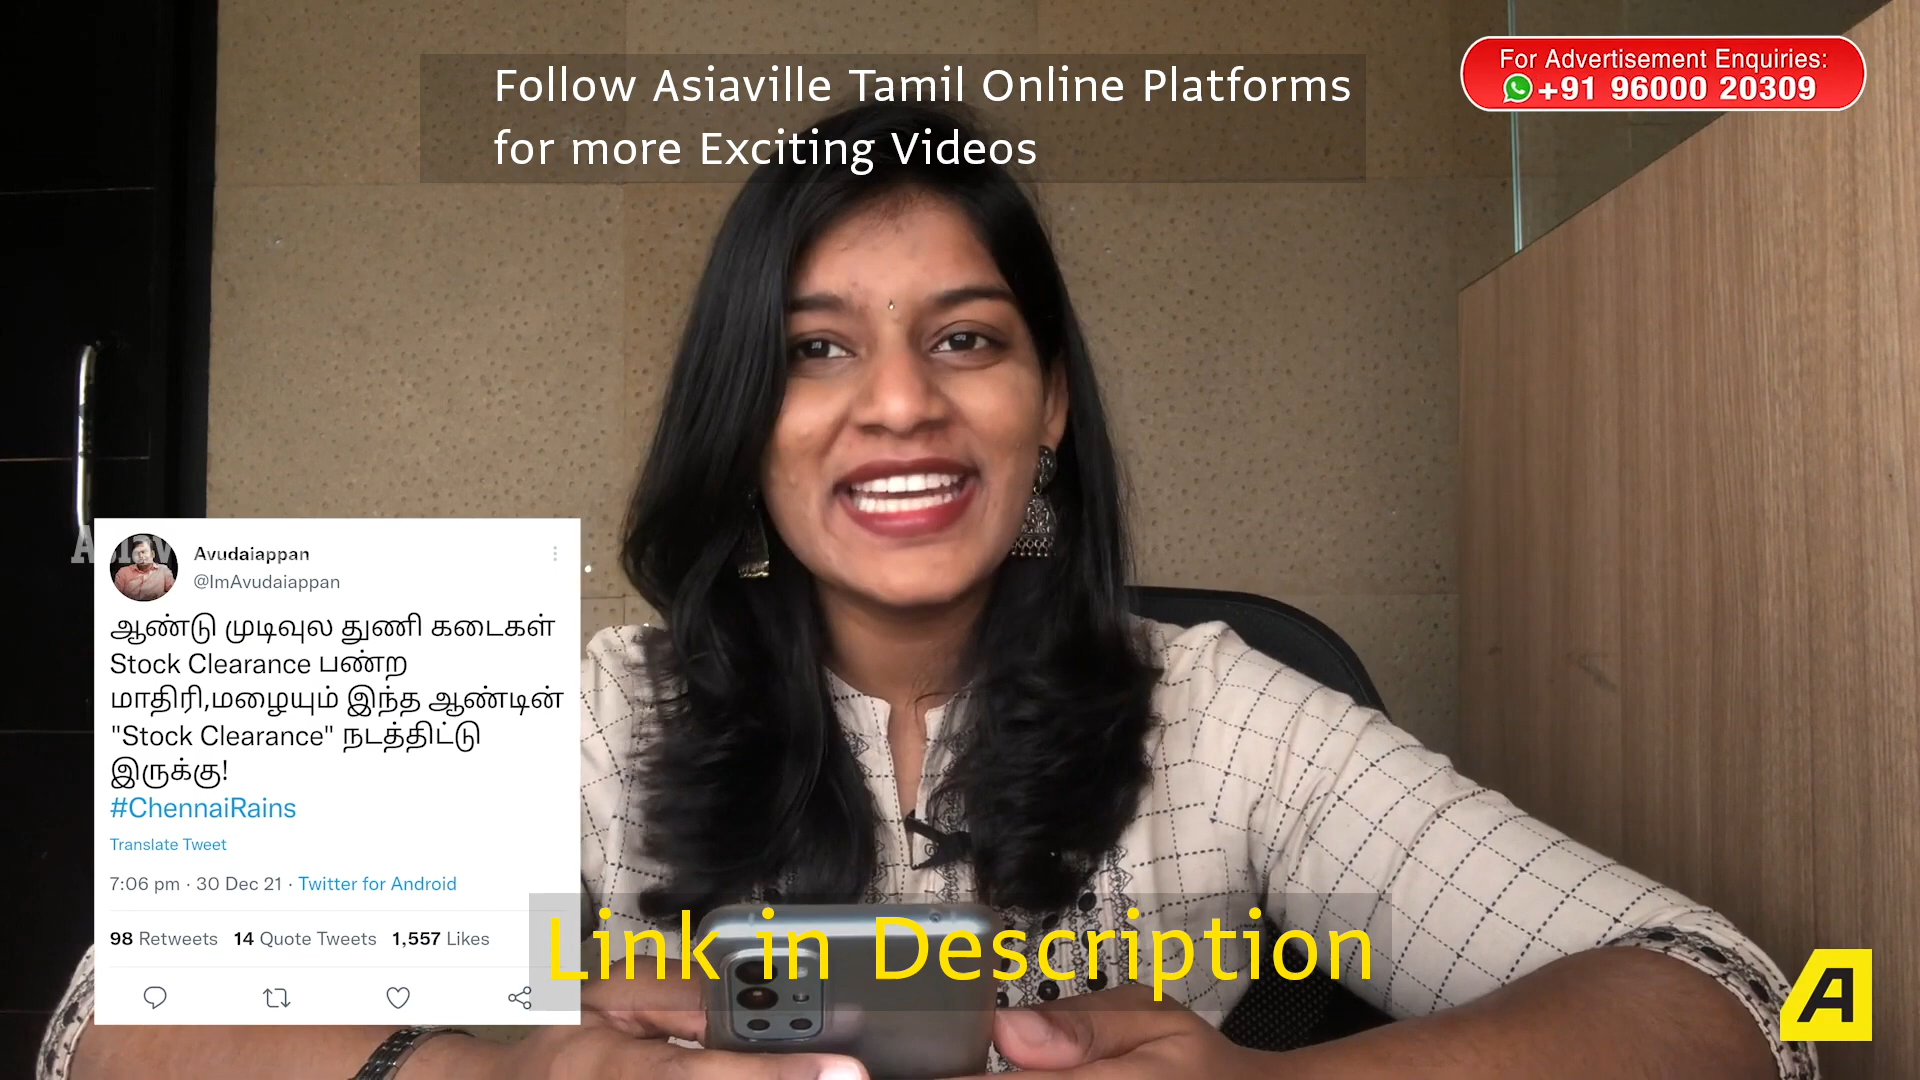 Follow Asiaville Tamil Online Platforms
for more Exciting Videos
For Advertisement Enquiries:
+91 96000 20309
Asiav
Avudaiappan
@ImAvudaiappan
ஆண்டு முடிவுல துணி கடைகள்
Stock Clearance பண்ற
மாதிரி,மழையும் இந்த ஆண்டின்
"Stock Clearance" நடத்திட்டு
இருக்கு!
#ChennaiRains
Translate Tweet
7:06 pm · 30 Dec 21 · Twitter for Android
98 Retweets 14 Quote Tweets 1,557 Likes
Link in Description
A